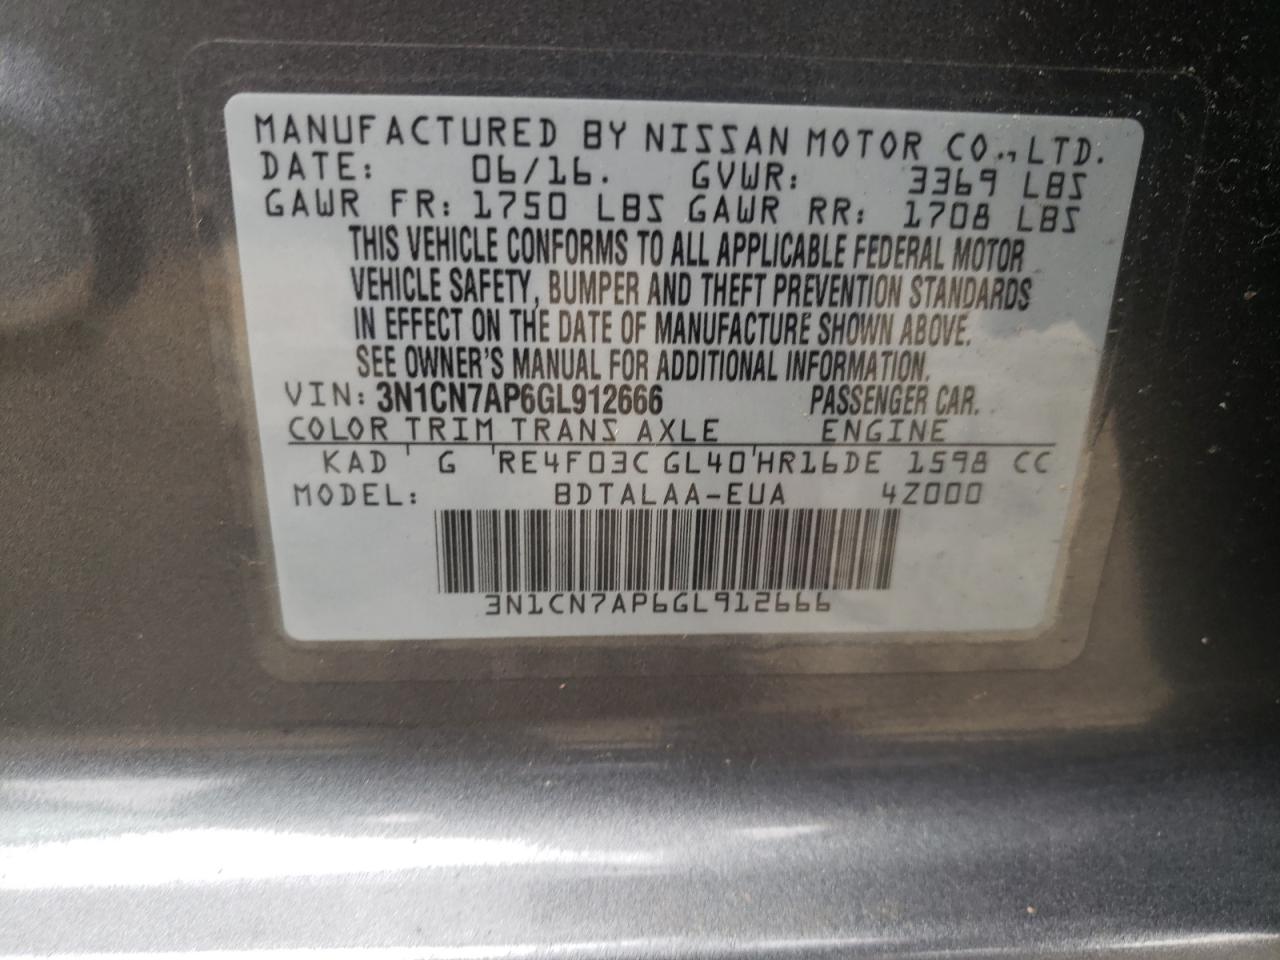 MANUFACTURED BY NISSAN MOTOR CO.,LTD.
DATE: 06/16. GVWR: 3369 LBS
GAWR FR: 1750 LBS GAWR RR: 1708 LBS
THIS VEHICLE CONFORMS TO ALL APPLICABLE FEDERAL MOTOR
VEHICLE SAFETY, BUMPER AND THEFT PREVENTION STANDARDS
IN EFFECT ON THE DATE OF MANUFACTURE SHOWN ABOVE.
SEE OWNER'S MANUAL FOR ADDITIONAL INFORMATION.
VIN: 3N1CN7AP6GL912666 PASSENGER CAR.
COLOR TRIM TRANS AXLE ENGINE
KAD ' G 'RE4F03C GL40'HR16DE 1598 CC
MODEL: BDTALAA-EUA 4Z000
3N1CN7AP6GL912666